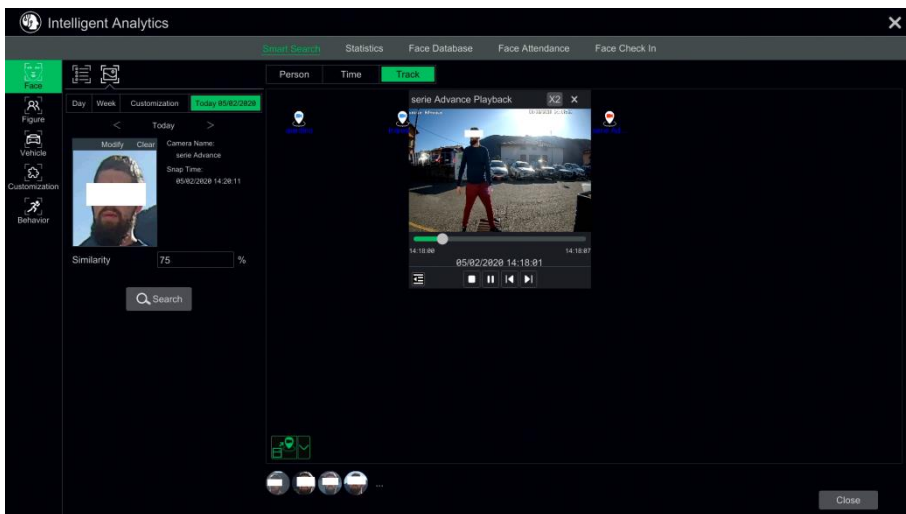 Intelligent Analytics
Smart Search Statistics Face Database Face Attendance Face Check In
Face
Figure
Vehicle
Customization
Behavior
Day Week Customization Today 05/02/2020
< Today >
Modify Clear
Camera Name:
serie Advance
Snap Time:
05/02/2020 14:20:11
Similarity 75 %
Search
Person Time Track
serie Advance Playback X2
14:18:00 14:18:07
05/02/2020 14:18:01
...
Close